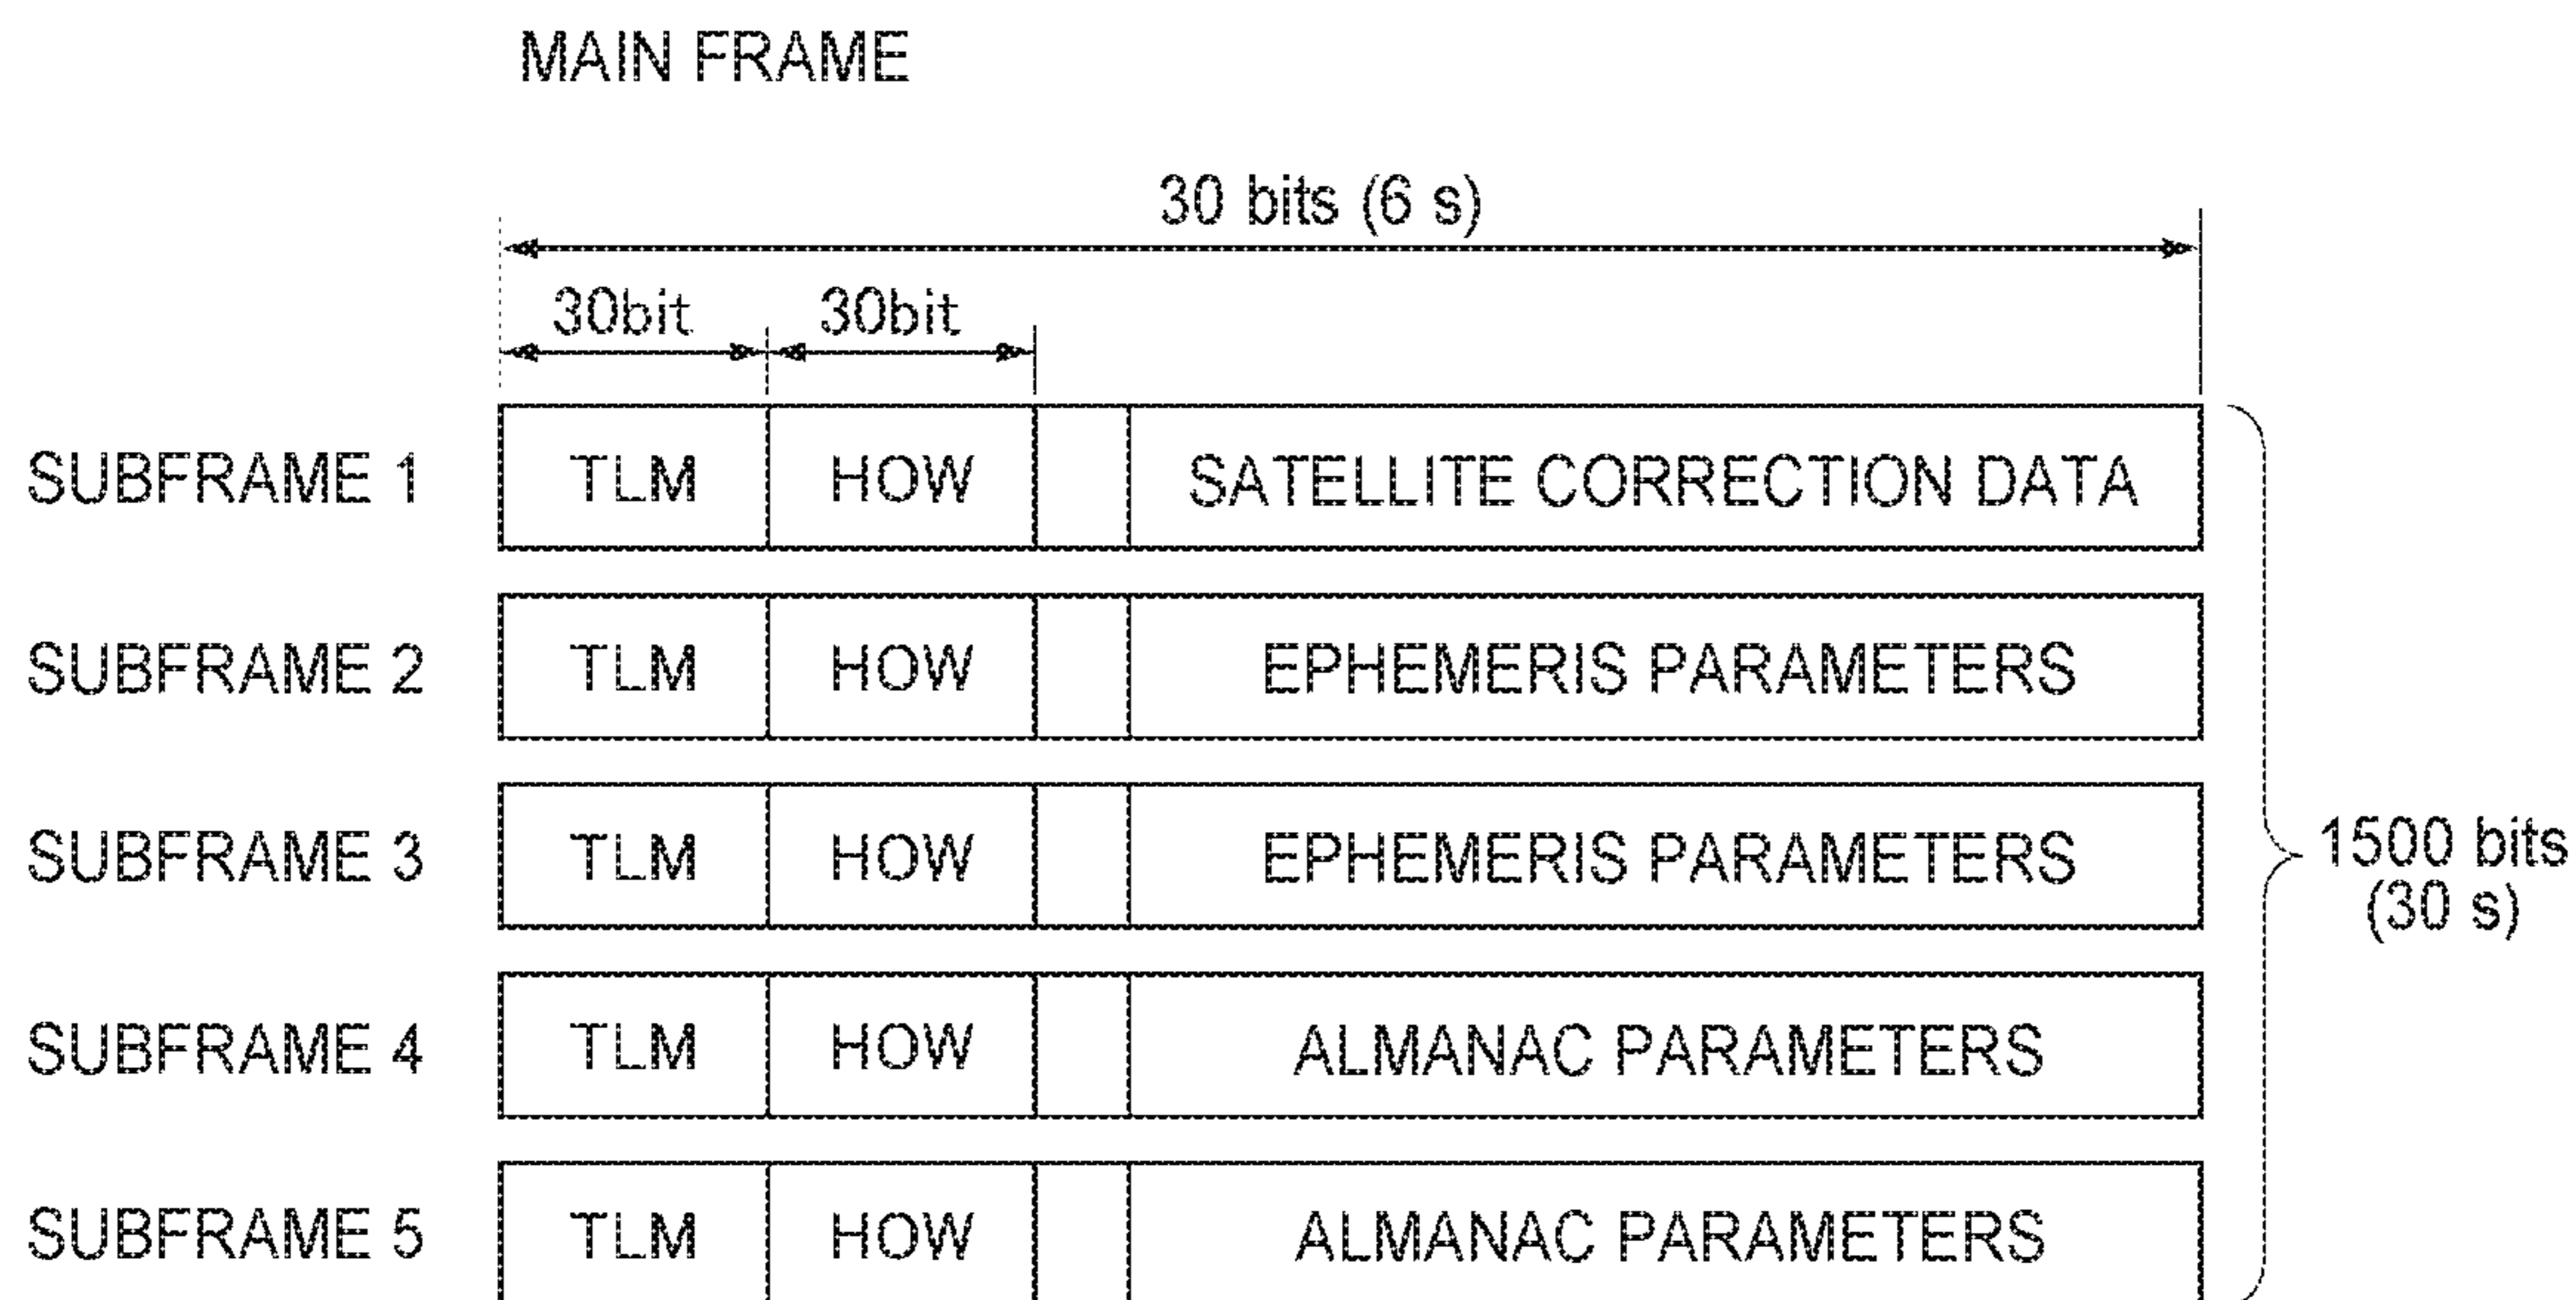 MAIN FRAME
30 bits (6 s)
30bit 30bit
SUBFRAME 1 TLM HOW SATELLITE CORRECTION DATA
SUBFRAME 2 TLM HOW EPHEMERIS PARAMETERS
SUBFRAME 3 TLM HOW EPHEMERIS PARAMETERS
1500 bits
(30 s)
SUBFRAME 4 TLM HOW ALMANAC PARAMETERS
SUBFRAME 5 TLM HOW ALMANAC PARAMETERS